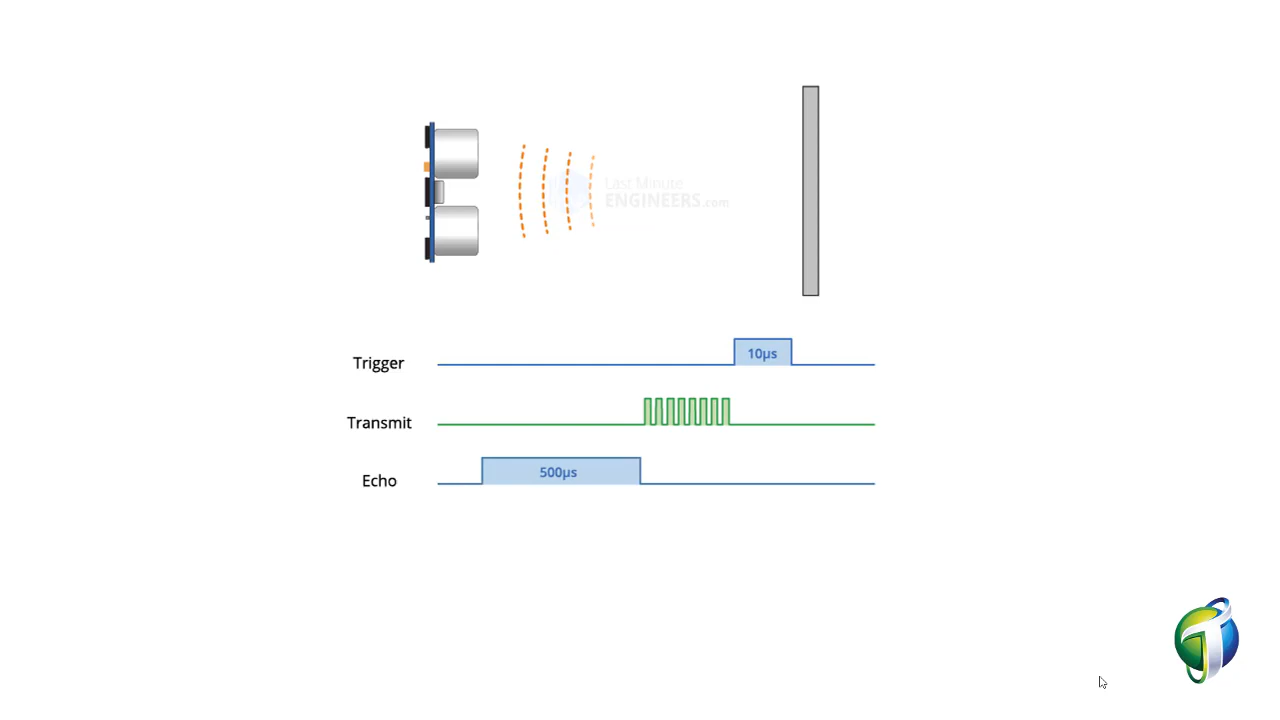 Last Minute
ENGINEERS.com
Trigger
10µs
Transmit
Echo
500µs